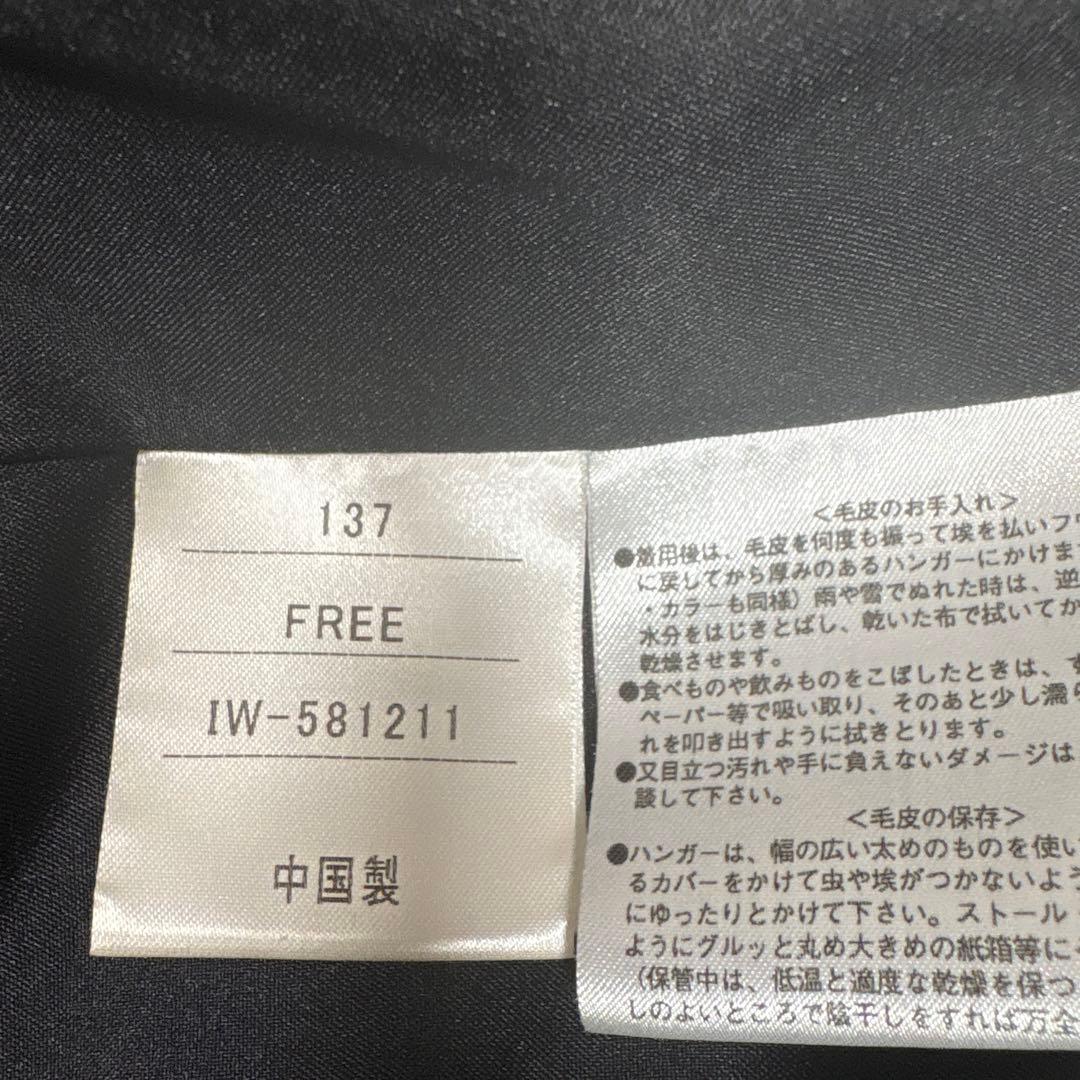 137
FREE
IW-581211
中国製
<毛皮のお手入れ>
●着用後は、毛皮を何度も振って埃を払いフ
に戻してから厚みのあるハンガーにかけま
・カラーも同様）雨や雪でぬれた時は、逆
水分をはじきとばし、乾いた布で拭いてか
乾燥させます。
●食べものや飲みものをこぼしたときは、す
ペーパー等で吸い取り、そのあと少し濡ら
れを叩き出すように拭きとります。
●又目立つ汚れや手に負えないダメージは
談して下さい。
<毛皮の保存>
●ハンガーは、幅の広い太めのものを使い
るカバーをかけて虫や埃がつかないよう
にゆったりとかけて下さい。ストール
ようにグルッと丸め大きめの紙箱等に
（保管中は、低温と適度な乾燥を保つ
しのよいところで陰干しをすれば万全